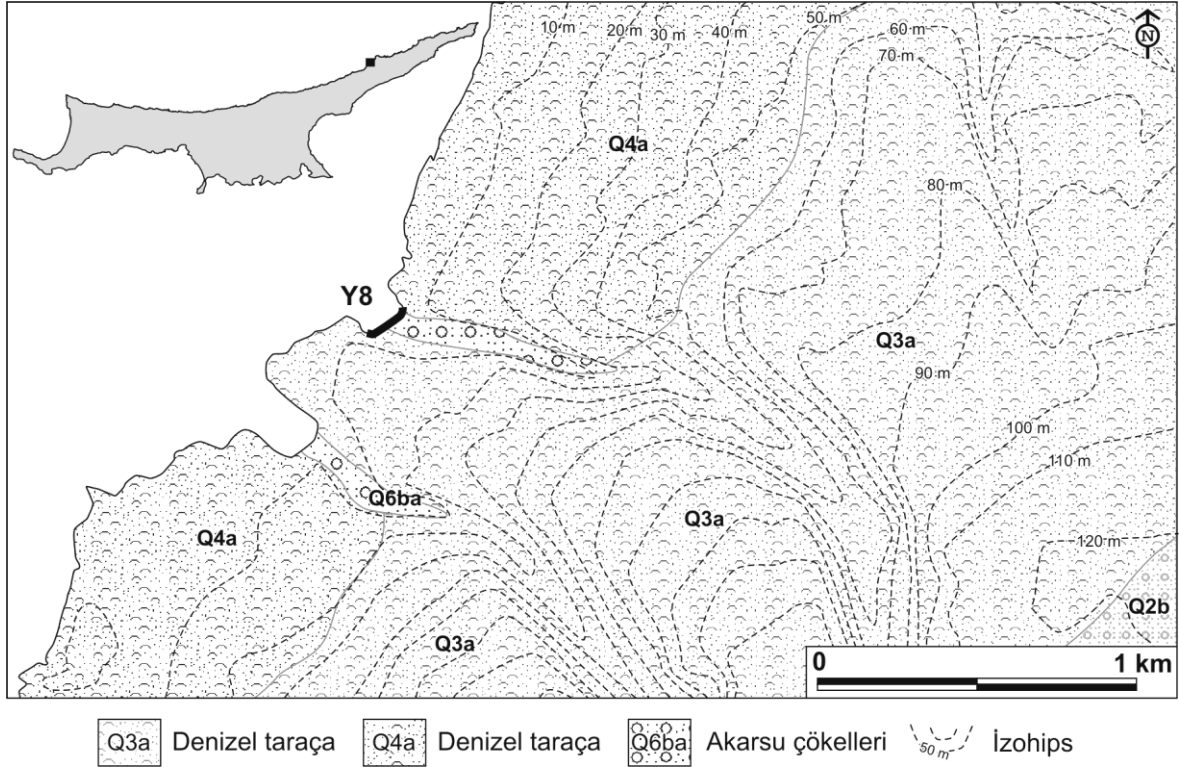 10 m
20 m
30 m
40 m
50 m
60 m
70 m
N
Q4a
80 m
Y8
Q3a
90 m
100 m
110 m
Q6ba
Q3a
Q4a
120 m
Q2b
Q3a
0 1 km
Q3a Denizel taraça Q4a Denizel taraça Q6ba Akarsu çökelleri 50 m İzohips